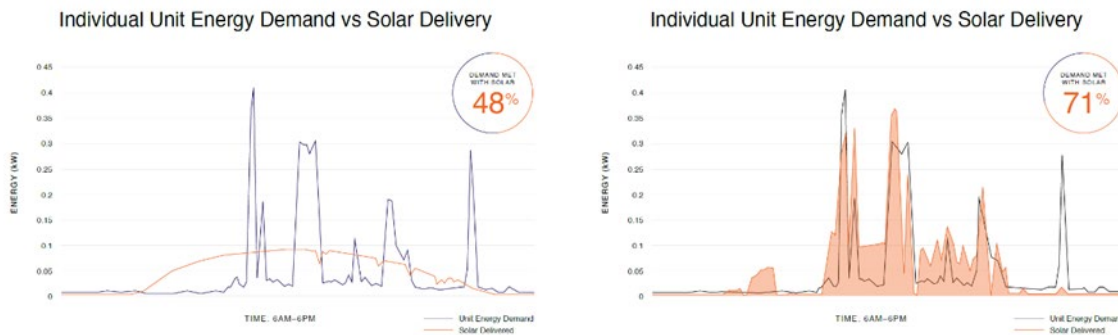 Individual Unit Energy Demand vs Solar Delivery
DEMAND MET
WITH SOLAR
48%
0.45
0.4
0.35
0.3
0.25
0.2
0.15
0.1
0.05
0
ENERGY (kW)
TIME: 6AM–6PM
Unit Energy Demand
Solar Delivered
Individual Unit Energy Demand vs Solar Delivery
DEMAND MET
WITH SOLAR
71%
0.45
0.4
0.35
0.3
0.25
0.2
0.15
0.1
0.05
0
ENERGY (kW)
TIME: 6AM–6PM
Unit Energy Deman
Solar Delivered